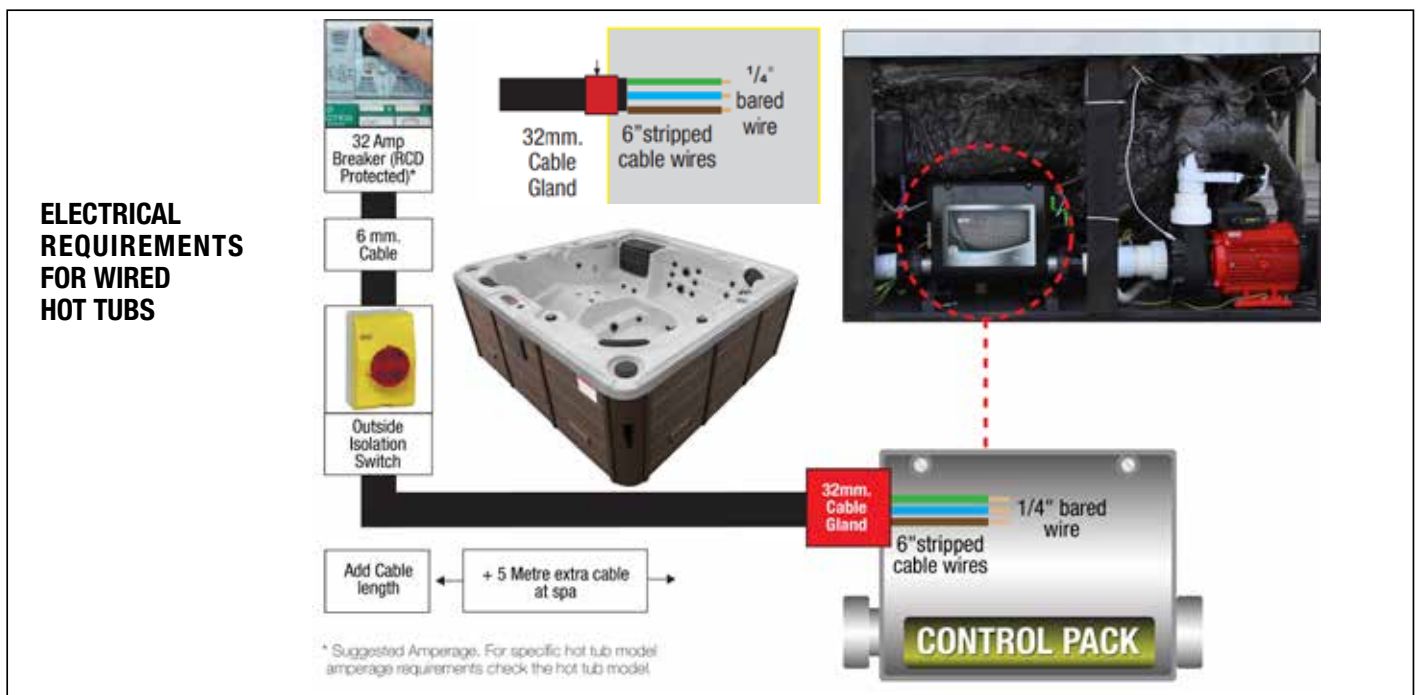 ELECTRICAL
REQUIREMENTS
FOR WIRED
HOT TUBS
32 Amp
Breaker (RCD
Protected)*
6 mm.
Cable
Outside
Isolation
Switch
Add Cable
length
+ 5 Metre extra cable
at spa
* Suggested Amperage. For specific hot tub model
amperage requirements check the hot tub model
32mm.
Cable
Gland
6"stripped
cable wires
1/4"
bared
wire
32mm.
Cable
Gland
6"stripped
cable wires
1/4" bared
wire
CONTROL PACK